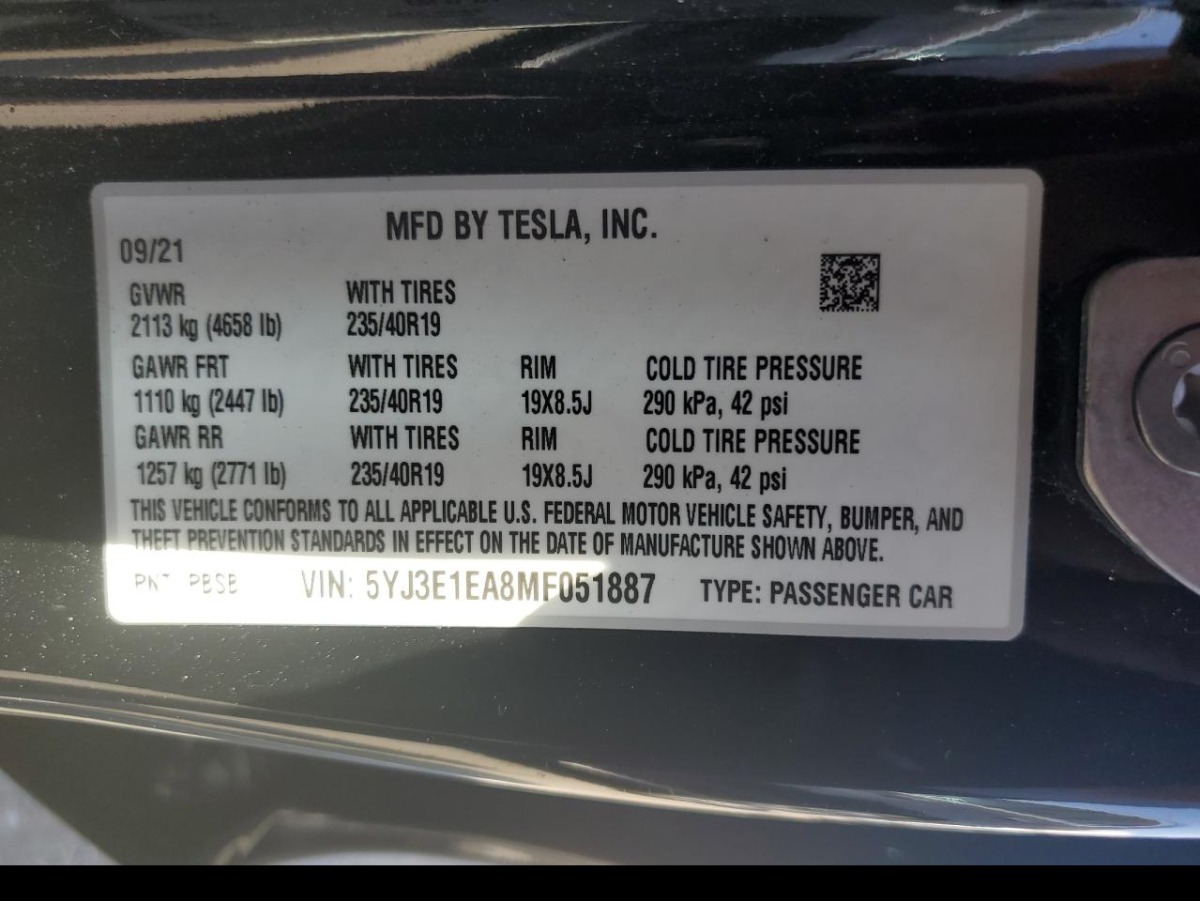 MFD BY TESLA, INC.
09/21
GVWR WITH TIRES
2113 kg (4658 lb) 235/40R19
GAWR FRT WITH TIRES RIM COLD TIRE PRESSURE
1110 kg (2447 lb) 235/40R19 19X8.5J 290 kPa, 42 psi
GAWR RR WITH TIRES RIM COLD TIRE PRESSURE
1257 kg (2771 lb) 235/40R19 19X8.5J 290 kPa, 42 psi
THIS VEHICLE CONFORMS TO ALL APPLICABLE U.S. FEDERAL MOTOR VEHICLE SAFETY, BUMPER, AND
THEFT PREVENTION STANDARDS IN EFFECT ON THE DATE OF MANUFACTURE SHOWN ABOVE.
PBSB VIN: 5YJ3E1EA8MF051887 TYPE: PASSENGER CAR